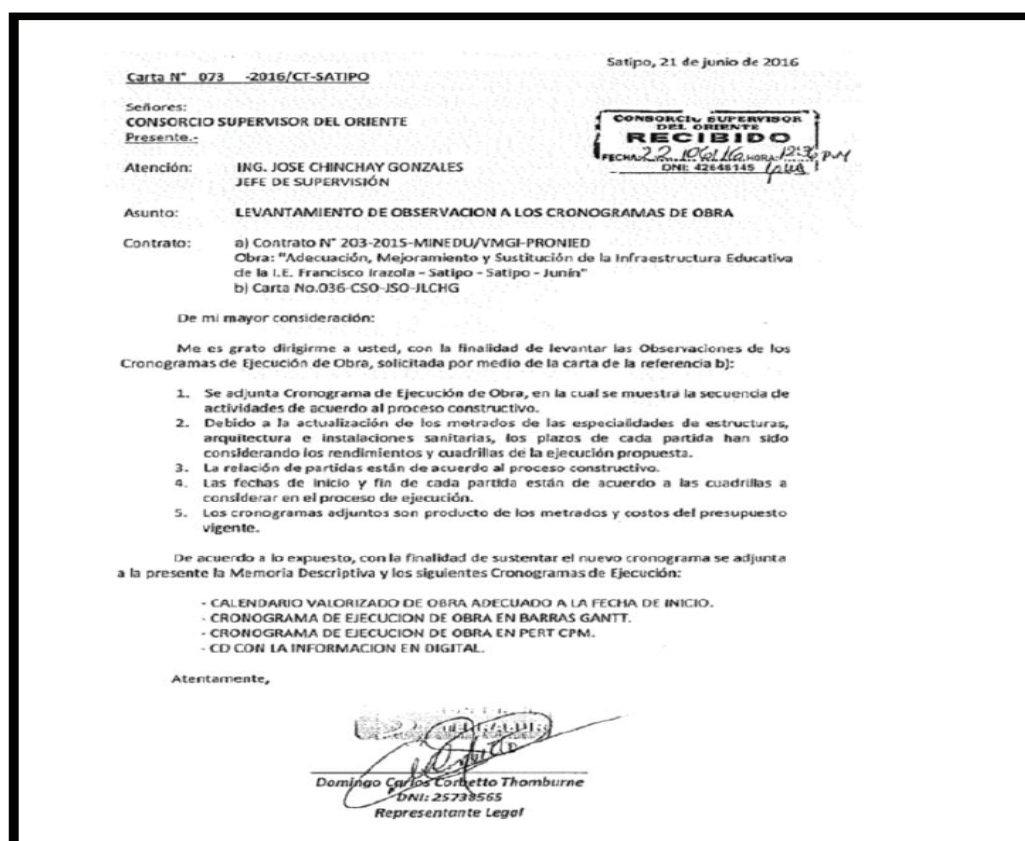 Satipo, 21 de junio de 2016
Carta N° 073 -2016/CT-SATIPO
Señores:
CONSORCIO SUPERVISOR DEL ORIENTE
Presente.-
CONSORCIO SUPERVISOR
DEL ORIENTE
RECIBIDO
FECHA: 22 HORA: 12:30 PM
DNI: 42646145
Atención: ING. JOSE CHINCHAY GONZALES
JEFE DE SUPERVISIÓN
Asunto: LEVANTAMIENTO DE OBSERVACION A LOS CRONOGRAMAS DE OBRA
Contrato: a) Contrato N° 203-2015-MINEDU/VMGI-PRONIED
Obra: "Adecuación, Mejoramiento y Sustitución de la Infraestructura Educativa
de la I.E. Francisco Irazola - Satipo - Satipo - Junín"
b) Carta No.036-CSO-JSO-JLCHG
De mi mayor consideración:
Me es grato dirigirme a usted, con la finalidad de levantar las Observaciones de los
Cronogramas de Ejecución de Obra, solicitada por medio de la carta de la referencia b):
1. Se adjunta Cronograma de Ejecución de Obra, en la cual se muestra la secuencia de
actividades de acuerdo al proceso constructivo.
2. Debido a la actualización de los metrados de las especialidades de estructuras,
arquitectura e instalaciones sanitarias, los plazos de cada partida han sido
considerando los rendimientos y cuadrillas de la ejecución propuesta.
3. La relación de partidas están de acuerdo al proceso constructivo.
4. Las fechas de inicio y fin de cada partida están de acuerdo a las cuadrillas a
considerar en el proceso de ejecución.
5. Los cronogramas adjuntos son producto de los metrados y costos del presupuesto
vigente.
De acuerdo a lo expuesto, con la finalidad de sustentar el nuevo cronograma se adjunta
a la presente la Memoria Descriptiva y los siguientes Cronogramas de Ejecución:
- CALENDARIO VALORIZADO DE OBRA ADECUADO A LA FECHA DE INICIO.
- CRONOGRAMA DE EJECUCION DE OBRA EN BARRAS GANTT.
- CRONOGRAMA DE EJECUCION DE OBRA EN PERT CPM.
- CD CON LA INFORMACION EN DIGITAL.
Atentamente,
Domingo Carlos Corbetto Thomburne
DNI: 25738565
Representante Legal